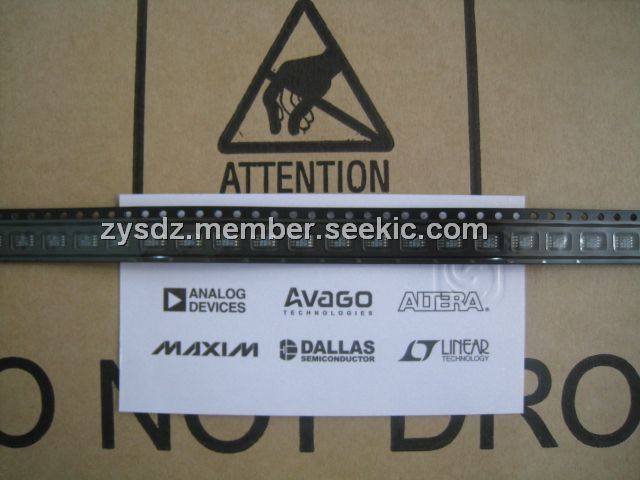 ATTENTION
zysdz.member.seekic.com
ANALOG
DEVICES
AVAGO
TECHNOLOGIES
ALTERA
MAXIM
DALLAS
SEMICONDUCTOR
LINEAR
TECHNOLOGY
O NOT DRO